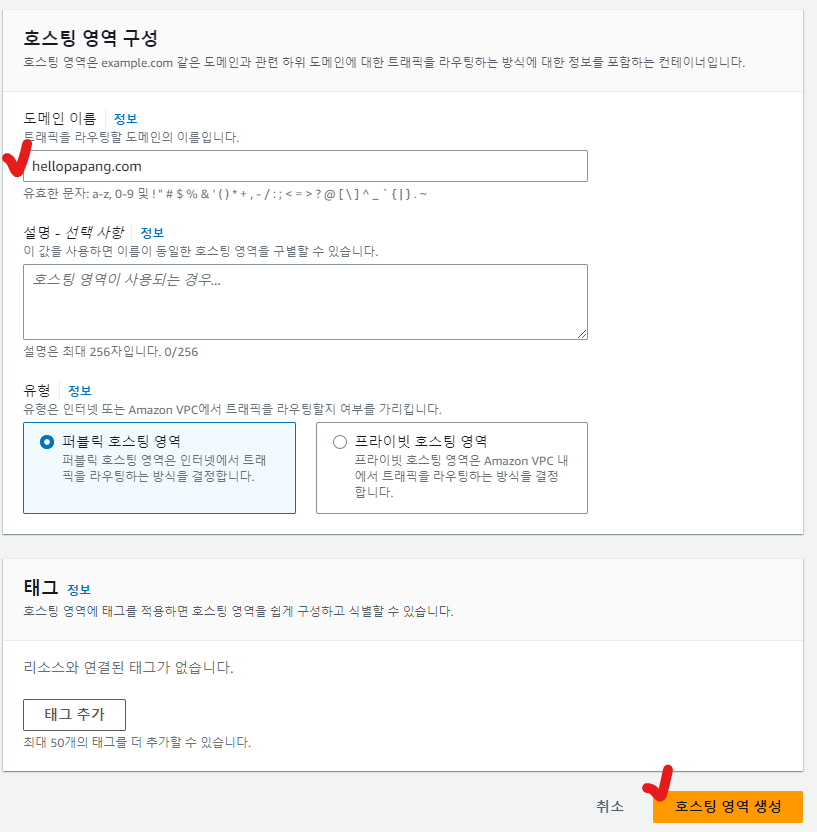 호스팅 영역 구성
호스팅 영역은 example.com 같은 도메인과 관련 하위 도메인에 대한 트래픽을 라우팅하는 방식에 대한 정보를 포함하는 컨테이너입니다.
도메인 이름 정보
트래픽을 라우팅할 도메인의 이름입니다.
hellopapang.com
유효한 문자: a-z, 0-9 및 ! " # $ % & ' ( ) * + , - / : ; < = > ? @ [ \ ] ^ _ ` { | } . ~
설명 - 선택 사항 정보
이 값을 사용하면 이름이 동일한 호스팅 영역을 구별할 수 있습니다.
호스팅 영역이 사용되는 경우...
설명은 최대 256자입니다. 0/256
유형 정보
유형은 인터넷 또는 Amazon VPC에서 트래픽을 라우팅할지 여부를 가리킵니다.
퍼블릭 호스팅 영역
퍼블릭 호스팅 영역은 인터넷에서 트래
픽을 라우팅하는 방식을 결정합니다.
프라이빗 호스팅 영역
프라이빗 호스팅 영역은 Amazon VPC 내
에서 트래픽을 라우팅하는 방식을 결정
합니다.
태그 정보
호스팅 영역에 태그를 적용하면 호스팅 영역을 쉽게 구성하고 식별할 수 있습니다.
리소스와 연결된 태그가 없습니다.
태그 추가
최대 50개의 태그를 더 추가할 수 있습니다.
취소
호스팅 영역 생성